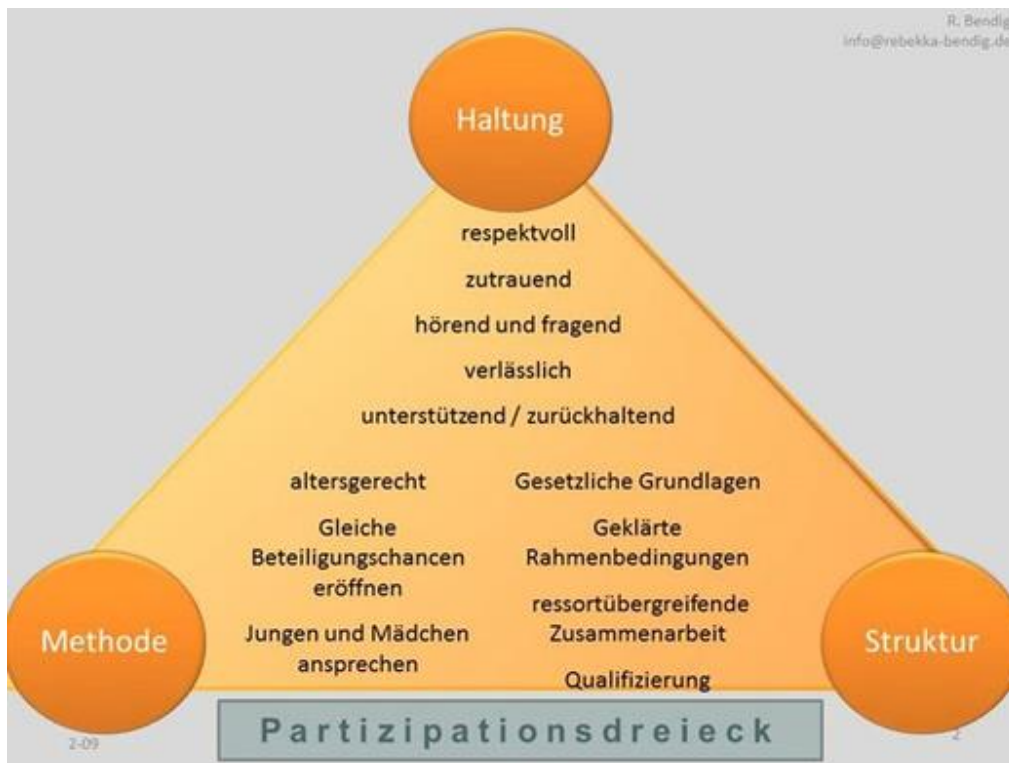 R. Bendig
info@rebekka-bendig.de
Haltung
respektvoll
zutrauend
hörend und fragend
verlässlich
unterstützend / zurückhaltend
altersgerecht
Gleiche
Beteiligungschancen
eröffnen
Jungen und Mädchen
ansprechen
Gesetzliche Grundlagen
Geklärte
Rahmenbedingungen
ressortübergreifende
Zusammenarbeit
Qualifizierung
Methode
Struktur
Partizipationsdreieck
2-09
2